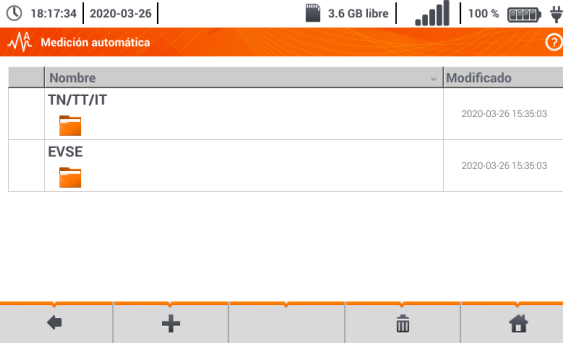 18:17:34 2020-03-26 3.6 GB libre 100 %
Medición automática ?
Nombre Modificado
TN/TT/IT
2020-03-26 15:35:03
EVSE
2020-03-26 15:35:03